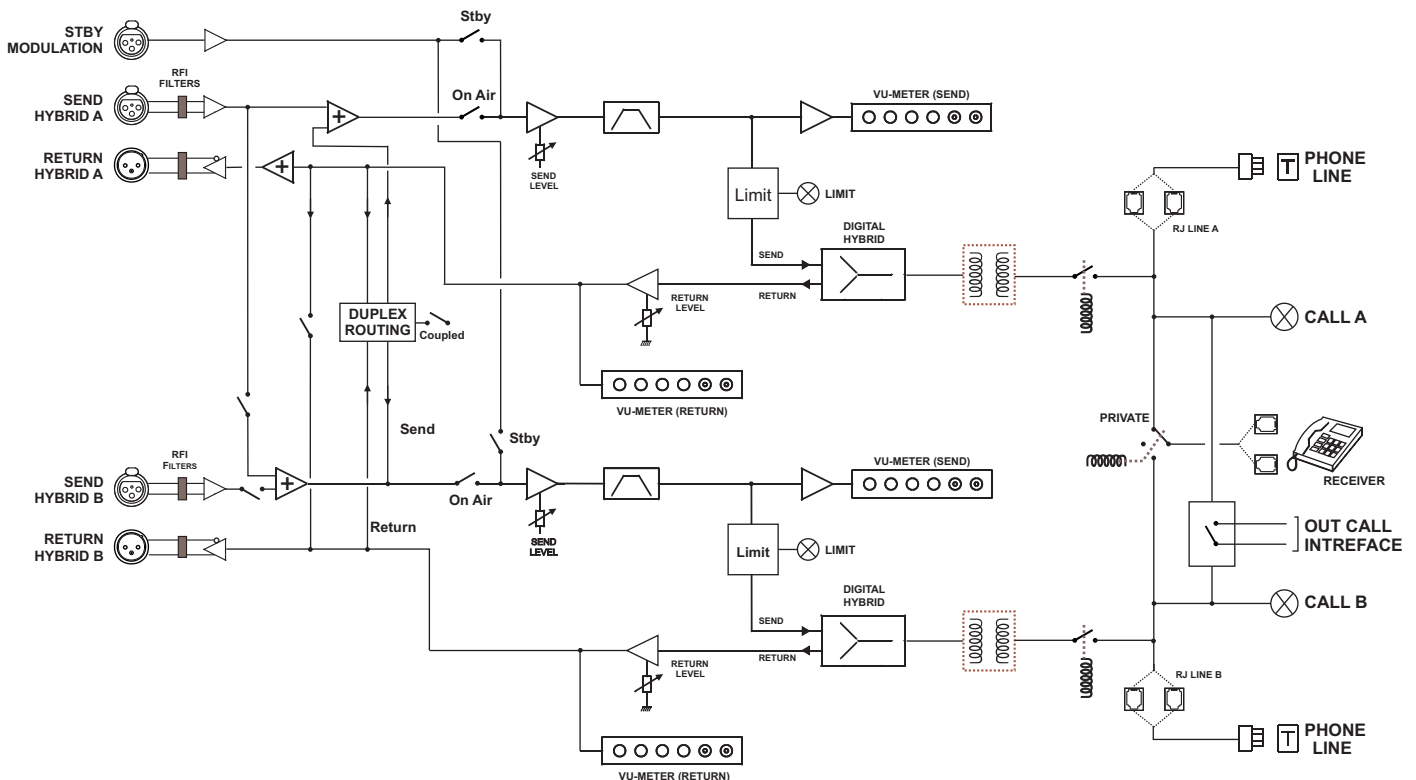 STBY
MODULATION
Stby
RFI
FILTERS
SEND
HYBRID A
On Air
VU-METER (SEND)
RETURN
HYBRID A
SEND
LEVEL
Limit
LIMIT
PHONE
LINE
RJ LINE A
DIGITAL
HYBRID
SEND
RETURN
RETURN
LEVEL
DUPLEX
ROUTING
Coupled
CALL A
VU-METER (RETURN)
PRIVATE
Send
Stby
RFI
FILTERS
SEND
HYBRID B
On Air
VU-METER (SEND)
RECEIVER
RETURN
HYBRID B
Return
SEND
LEVEL
Limit
LIMIT
OUT CALL
INTREFACE
DIGITAL
HYBRID
CALL B
SEND
RETURN
RETURN
LEVEL
RJ LINE B
T
T
PHONE
LINE
VU-METER (RETURN)